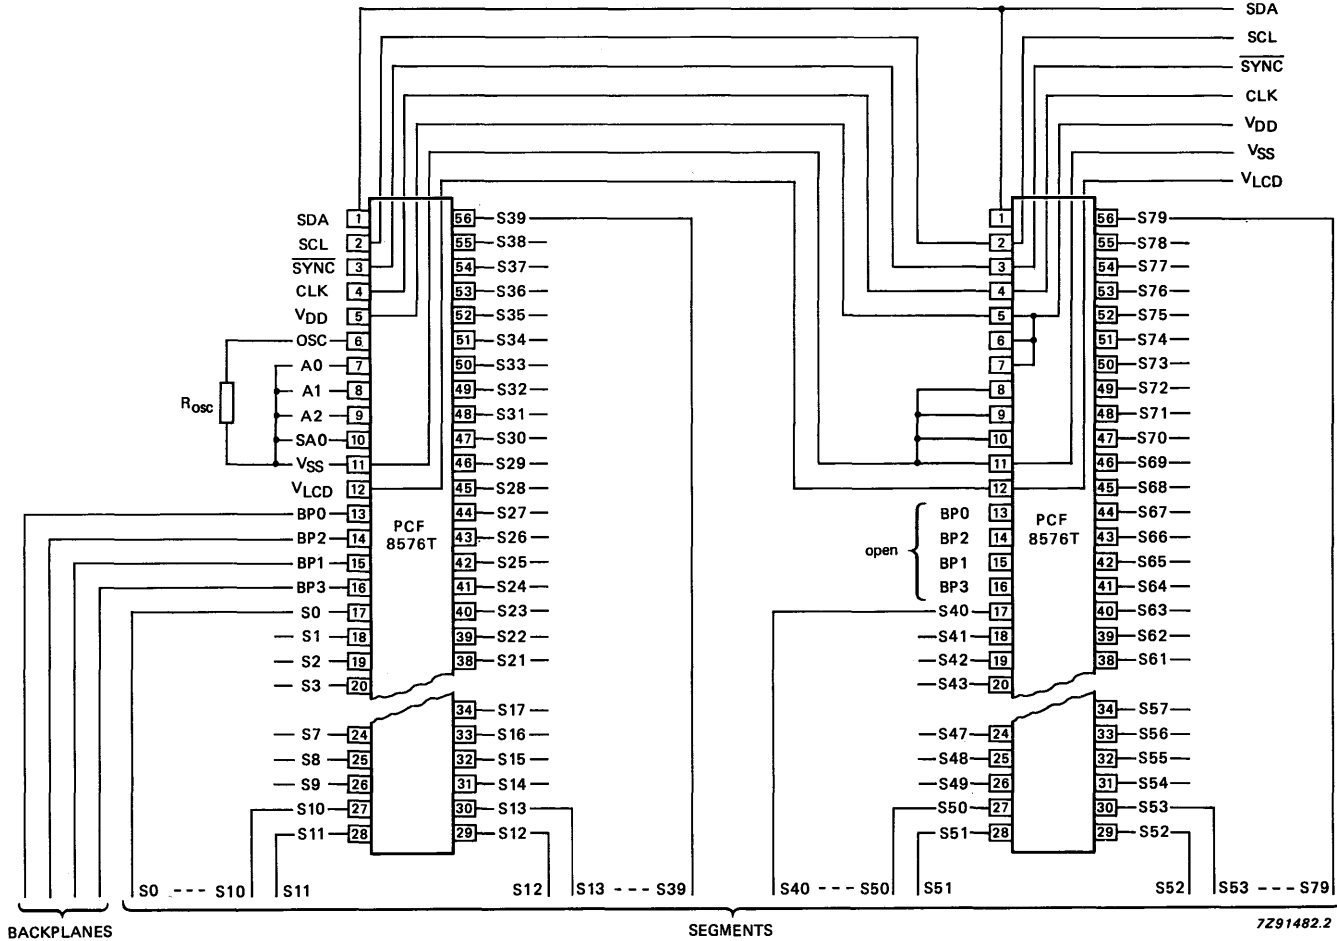 SDA
SCL
SYNC
CLK
VDD
VSS
VLCD
SDA 1 56 S39 1 56 S79
SCL 2 55 S38 2 55 S78
SYNC 3 54 S37 3 54 S77
CLK 4 53 S36 4 53 S76
VDD 5 52 S35 5 52 S75
OSC 6 51 S34 6 51 S74
A0 7 50 S33 7 50 S73
A1 8 49 S32 8 49 S72
ROSC
A2 9 48 S31 9 48 S71
SA0 10 47 S30 10 47 S70
VSS 11 46 S29 11 46 S69
VLCD 12 45 S28 12 45 S68
BP0 13 44 S27 BP0 13 44 S67
PCF 8576T
PCF 8576T
BP2 14 43 S26 BP2 14 43 S66
open
BP1 15 42 S25 BP1 15 42 S65
BP3 16 41 S24 BP3 16 41 S64
S0 17 40 S23 S40 17 40 S63
S1 18 39 S22 S41 18 39 S62
S2 19 38 S21 S42 19 38 S61
S3 20 S43 20
34 S17 34 S57
S7 24 33 S16 S47 24 33 S56
S8 25 32 S15 S48 25 32 S55
S9 26 31 S14 S49 26 31 S54
S10 27 30 S13 S50 27 30 S53
S11 28 29 S12 S51 28 29 S52
S0 --- S10 S11 S12 S13 --- S39 S40 --- S50 S51 S52 S53 --- S79
BACKPLANES SEGMENTS 7Z91482.2